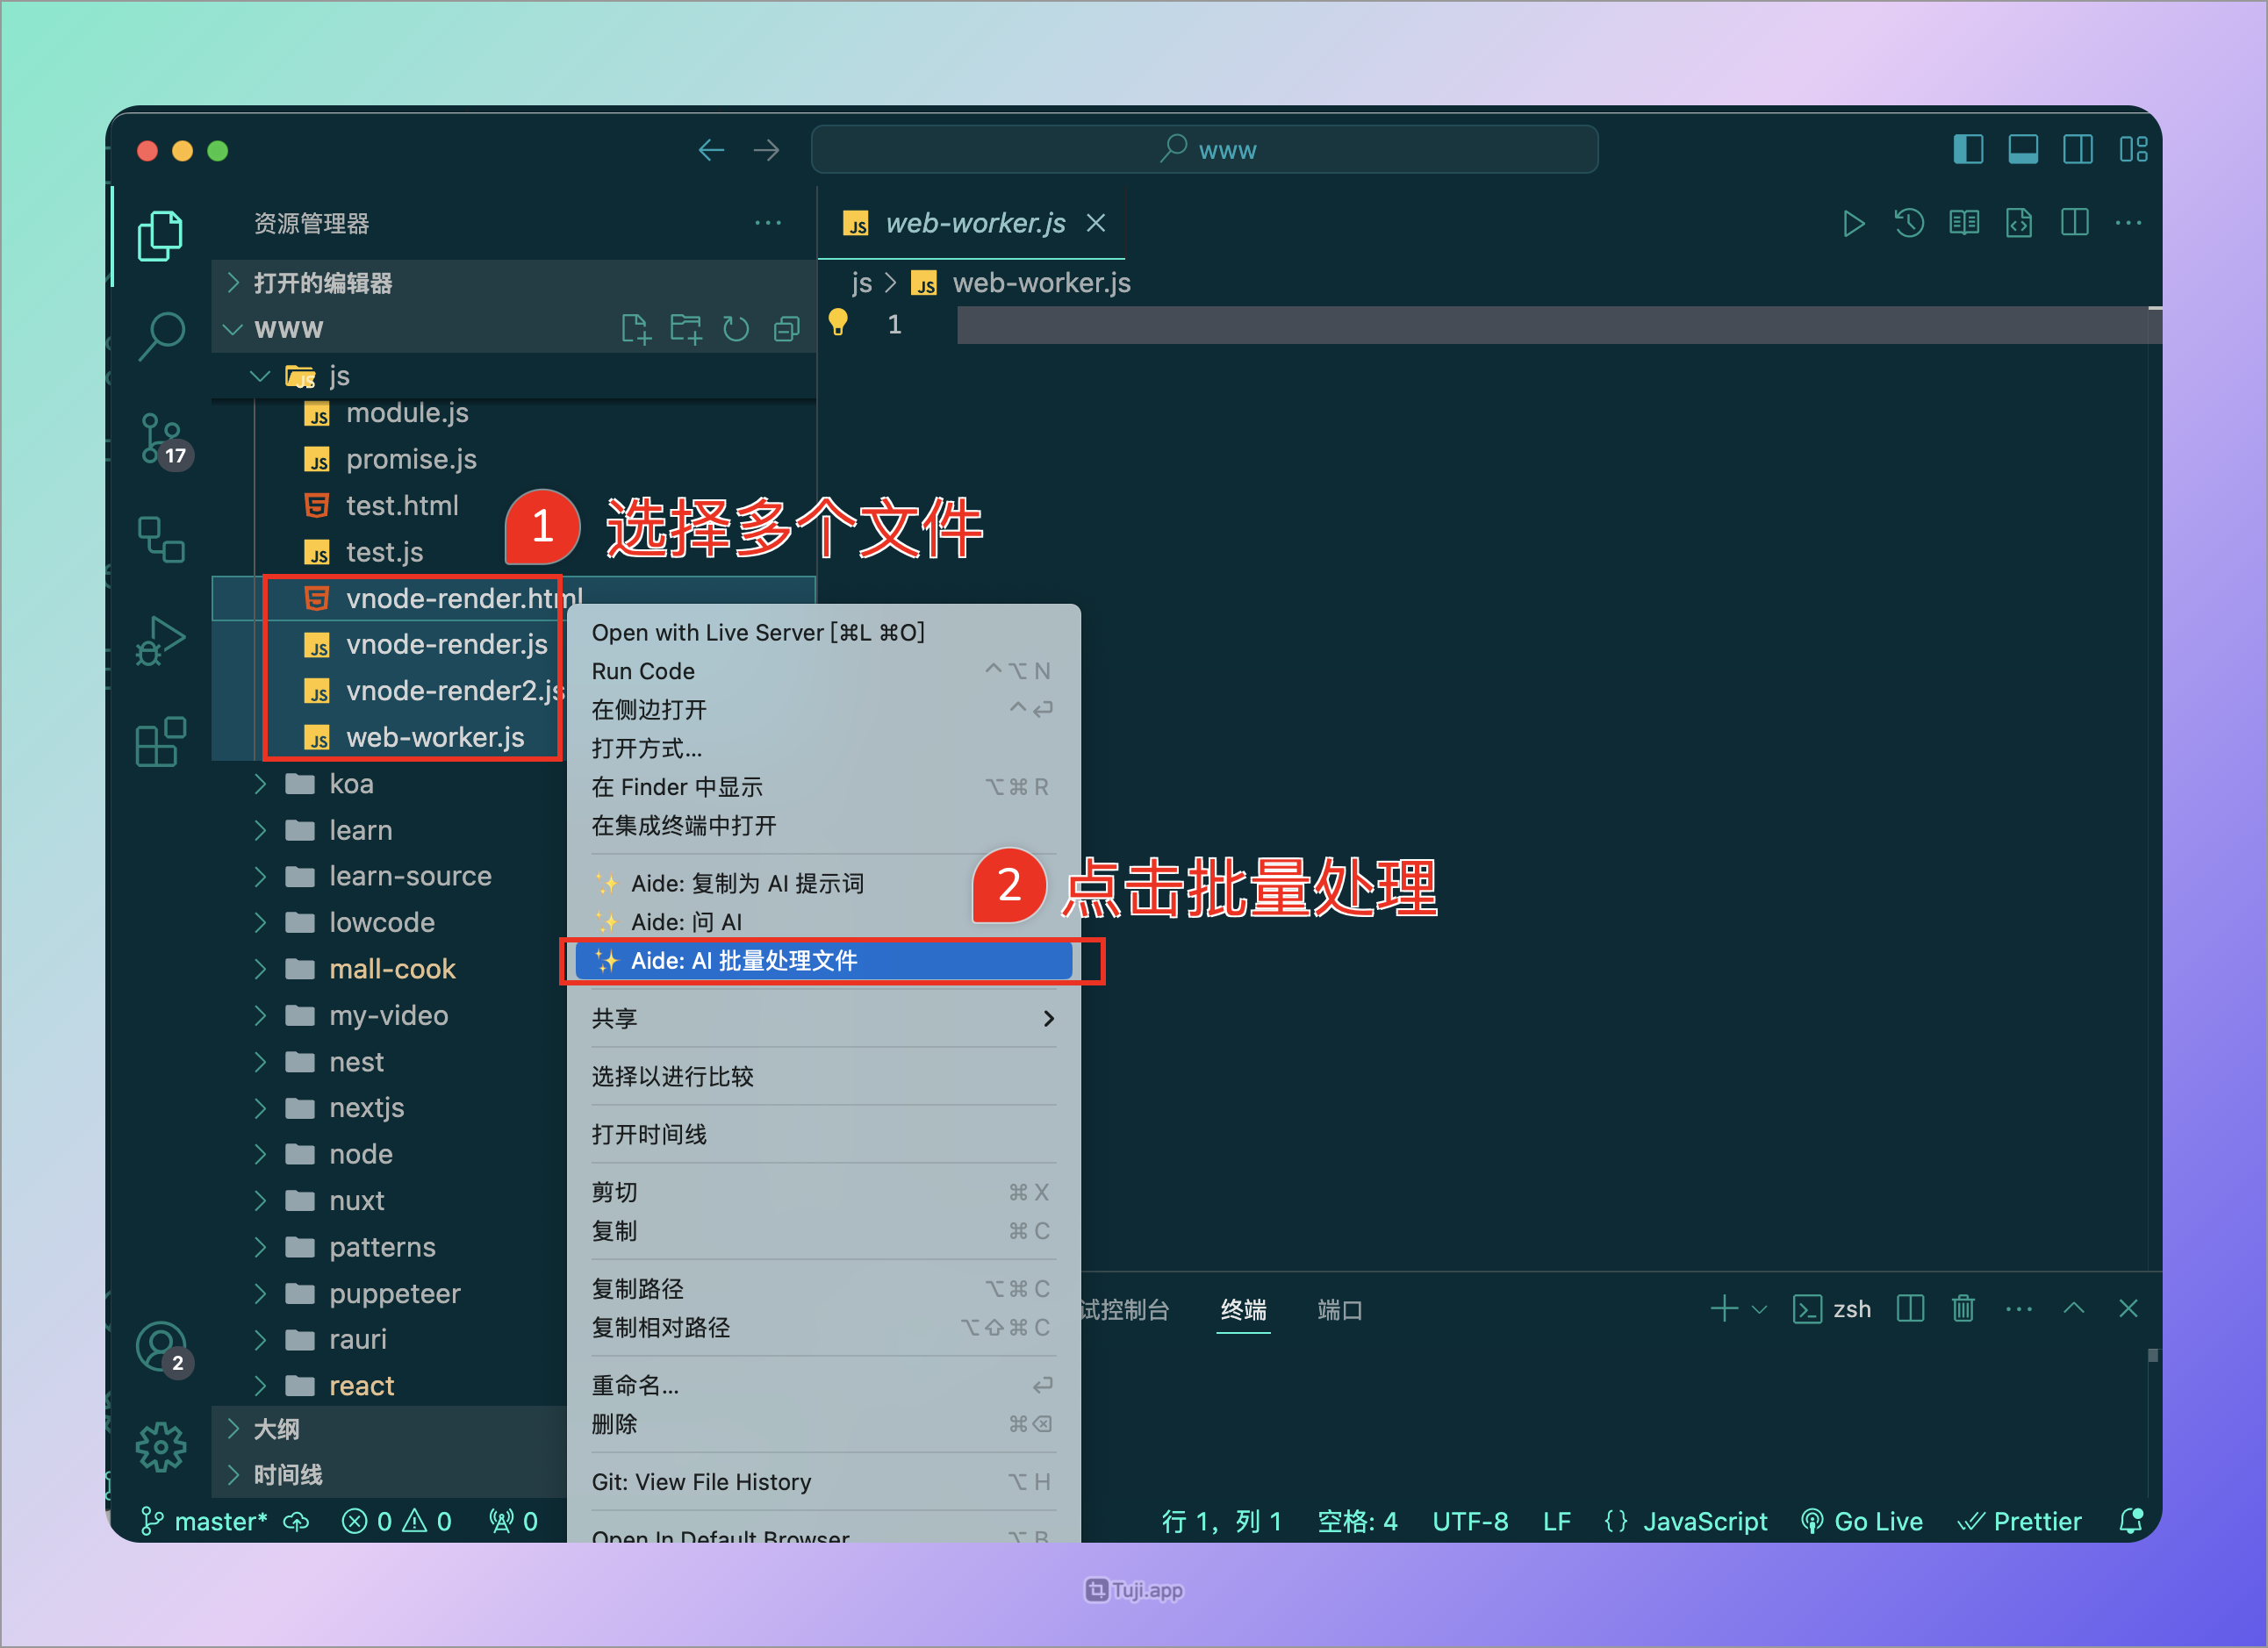 www
资源管理器
web-worker.js
打开的编辑器
js
web-worker.js
WWW
1
js
module.js
17
promise.js
test.html
1
选择多个文件
test.js
vnode-render.html
vnode-render.js
vnode-render2.js
web-worker.js
Open with Live Server [⌘L ⌘O]
Run Code ⌃⌥N
在侧边打开 ⌃⏎
打开方式...
在 Finder 中显示 ⌥⌘R
在集成终端中打开
Aide: 复制为 AI 提示词
2
点击批量处理
Aide: 问 AI
Aide: AI 批量处理文件
共享
选择以进行比较
打开时间线
剪切 ⌘X
复制 ⌘C
复制路径 ⌥⌘C
复制相对路径 ⌥⇧⌘C
重命名... ⏎
删除 ⌘⌫
Git: View File History ⌥H
Open In Default Browser ⌥B
koa
learn
learn-source
lowcode
mall-cook
my-video
nest
nextjs
node
nuxt
patterns
puppeteer
rauri
react
2
大纲
时间线
试控制台
终端
端口
zsh
master* 0 0 0
行 1，列 1 空格: 4 UTF-8 LF {} JavaScript Go Live Prettier
Tuji.app